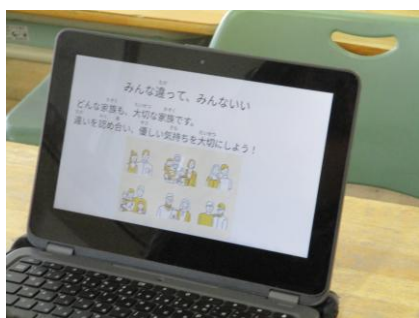 みんな違って、みんないい
どんな家族も、大切な家族です。
違いを認め合い、優しい気持ちを大切にしよう！